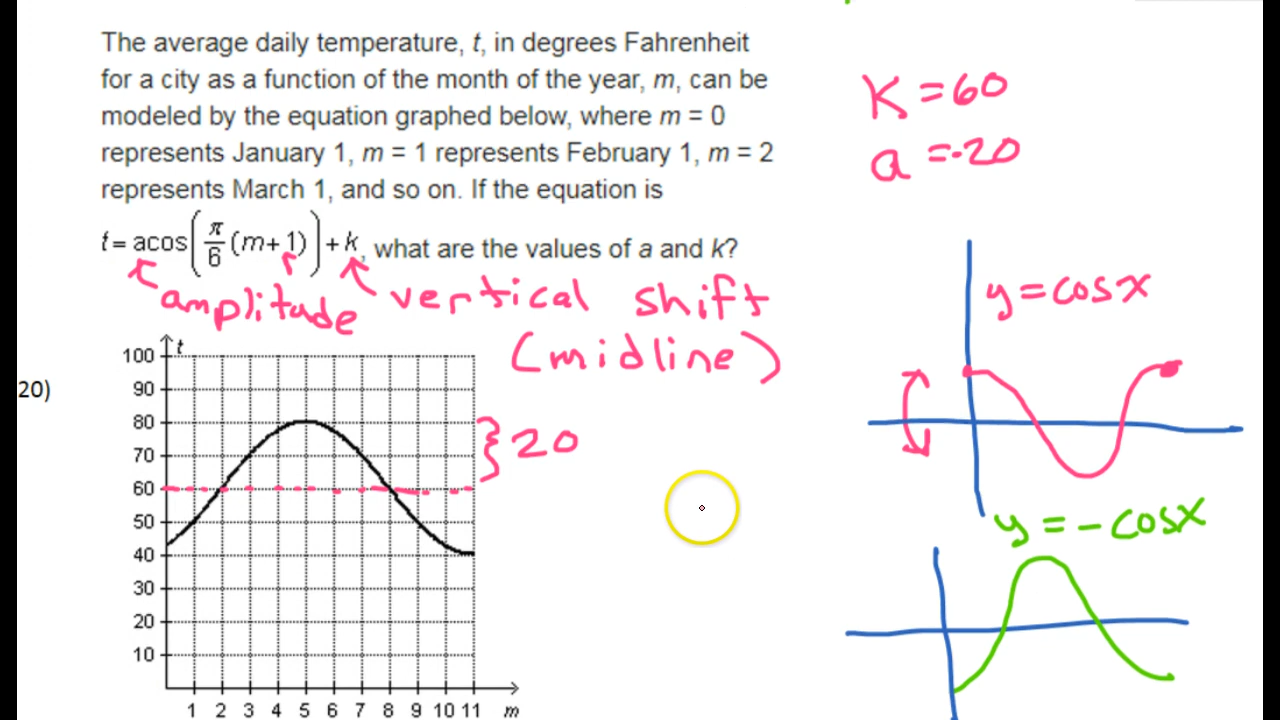 The average daily temperature, t, in degrees Fahrenheit
for a city as a function of the month of the year, m, can be
modeled by the equation graphed below, where m = 0
represents January 1, m = 1 represents February 1, m = 2
represents March 1, and so on. If the equation is
t = acos(π/6 (m+1)) + k, what are the values of a and k?
amplitude vertical shift
(midline)
K = 60
a = -20
y = cosx
y = -cosx
20)
t
100
90
80
70
60
50
40
30
20
10
} 20
1 2 3 4 5 6 7 8 9 10 11 m